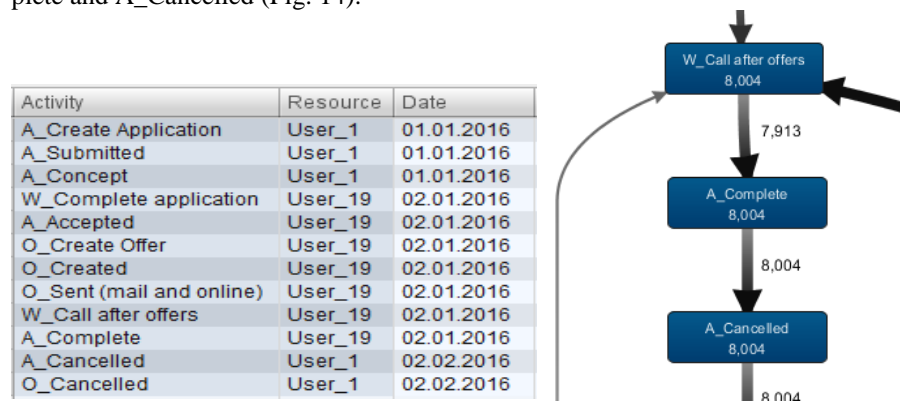 plete and A_Cancelled (Fig. 14).
Activity Resource Date
A_Create Application User_1 01.01.2016
A_Submitted User_1 01.01.2016
A_Concept User_1 01.01.2016
W_Complete application User_19 02.01.2016
A_Accepted User_19 02.01.2016
O_Create Offer User_19 02.01.2016
O_Created User_19 02.01.2016
O_Sent (mail and online) User_19 02.01.2016
W_Call after offers User_19 02.01.2016
A_Complete User_19 02.01.2016
A_Cancelled User_1 02.02.2016
O_Cancelled User_1 02.02.2016
W_Call after offers
8,004
7,913
A_Complete
8,004
8,004
A_Cancelled
8,004
8,004